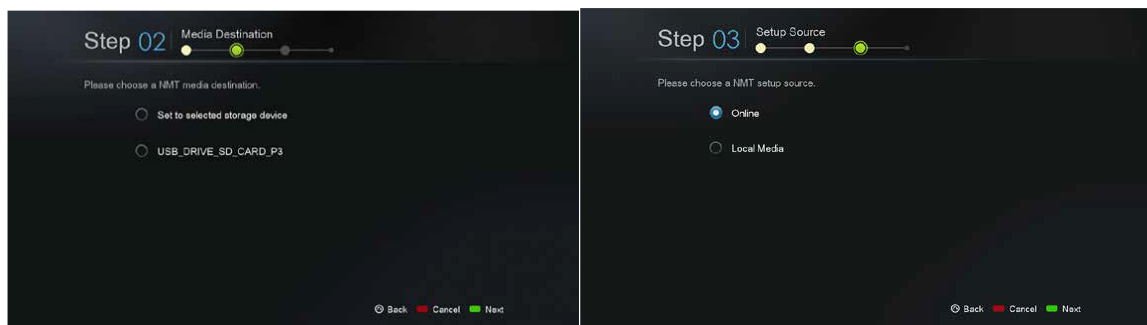 Step 02 Media Destination
Please choose a NMT media destination.
Set to selected storage device
USB_DRIVE_SD_CARD_P3
Back Cancel Next
Step 03 Setup Source
Please choose a NMT setup source.
Online
Local Media
Back Cancel Next